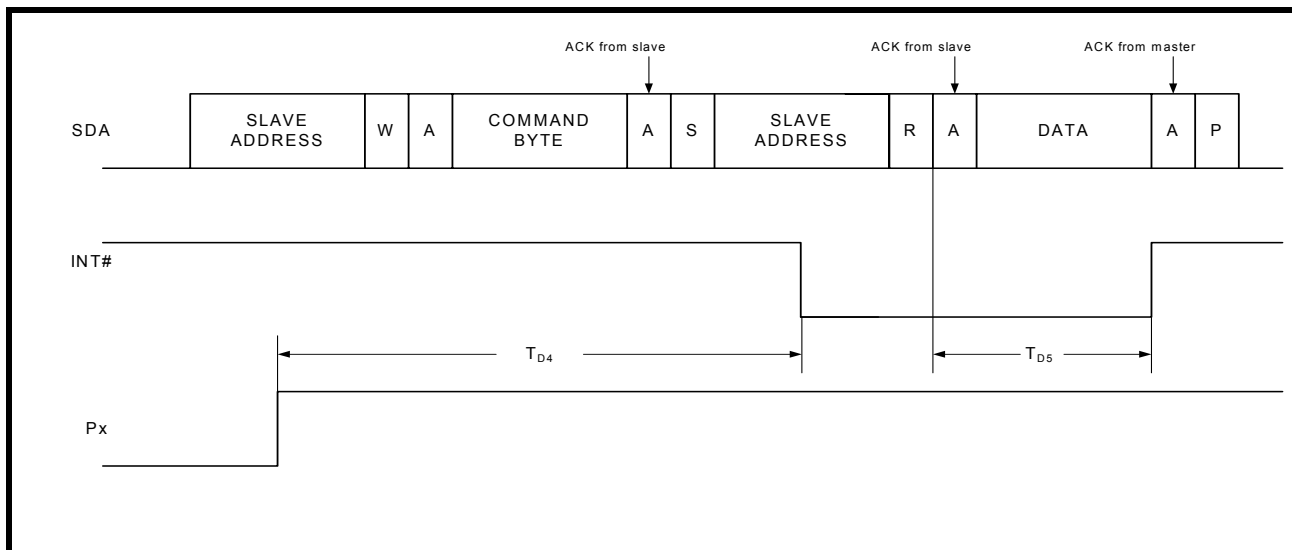 ACK from slave
ACK from slave
ACK from master
SDA
SLAVE
ADDRESS
W
A
COMMAND
BYTE
A
S
SLAVE
ADDRESS
R
A
DATA
A
P
INT#
TD4
TD5
Px